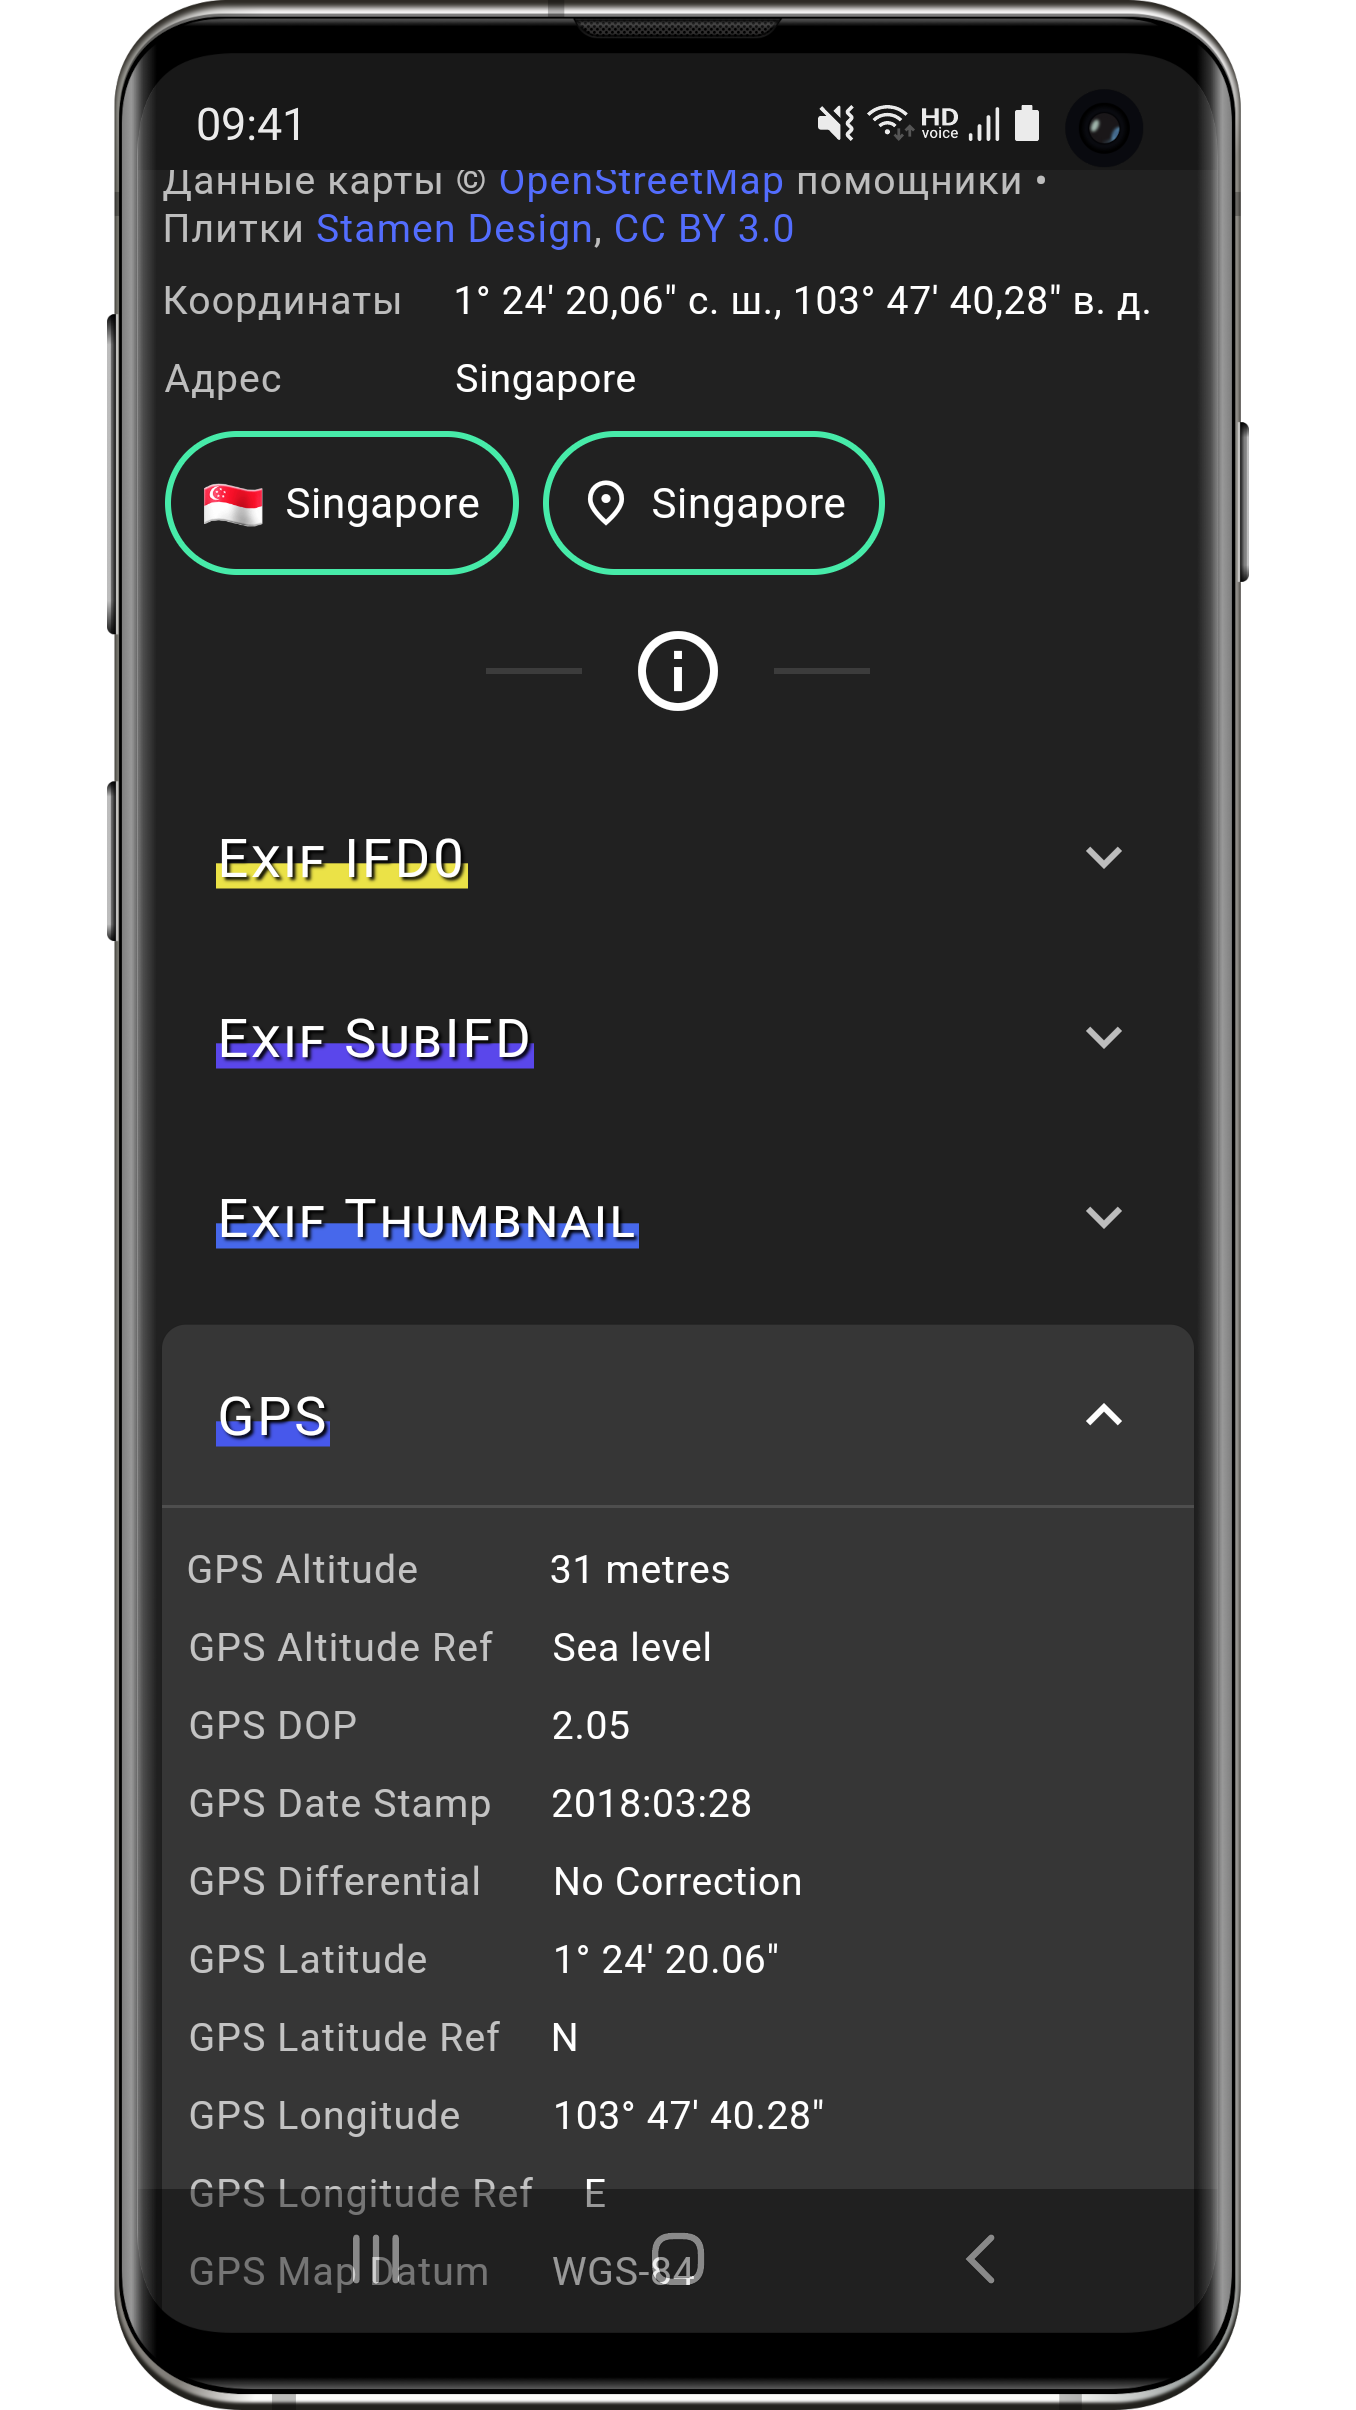 09:41
HD
voice
Данные карты © OpenStreetMap помощники •
Плитки Stamen Design, CC BY 3.0
Координаты 1° 24' 20,06" с. ш., 103° 47' 40,28" в. д.
Адрес Singapore
Singapore Singapore
Exif IFD0
Exif SubIFD
Exif Thumbnail
GPS
GPS Altitude 31 metres
GPS Altitude Ref Sea level
GPS DOP 2.05
GPS Date Stamp 2018:03:28
GPS Differential No Correction
GPS Latitude 1° 24' 20.06"
GPS Latitude Ref N
GPS Longitude 103° 47' 40.28"
GPS Longitude Ref E
GPS Map Datum WGS-84